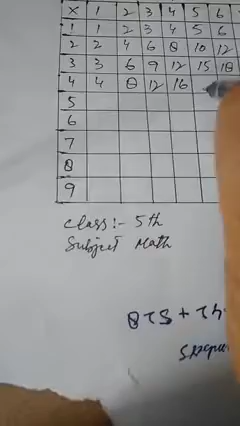 X 1 2 3 4 5 6
1 1 2 3 4 5 6
2 2 4 6 8 10 12
3 3 6 9 12 15 18
4 4 8 12 16
5
6
7
8
9
Class:- 5th
Subject Math